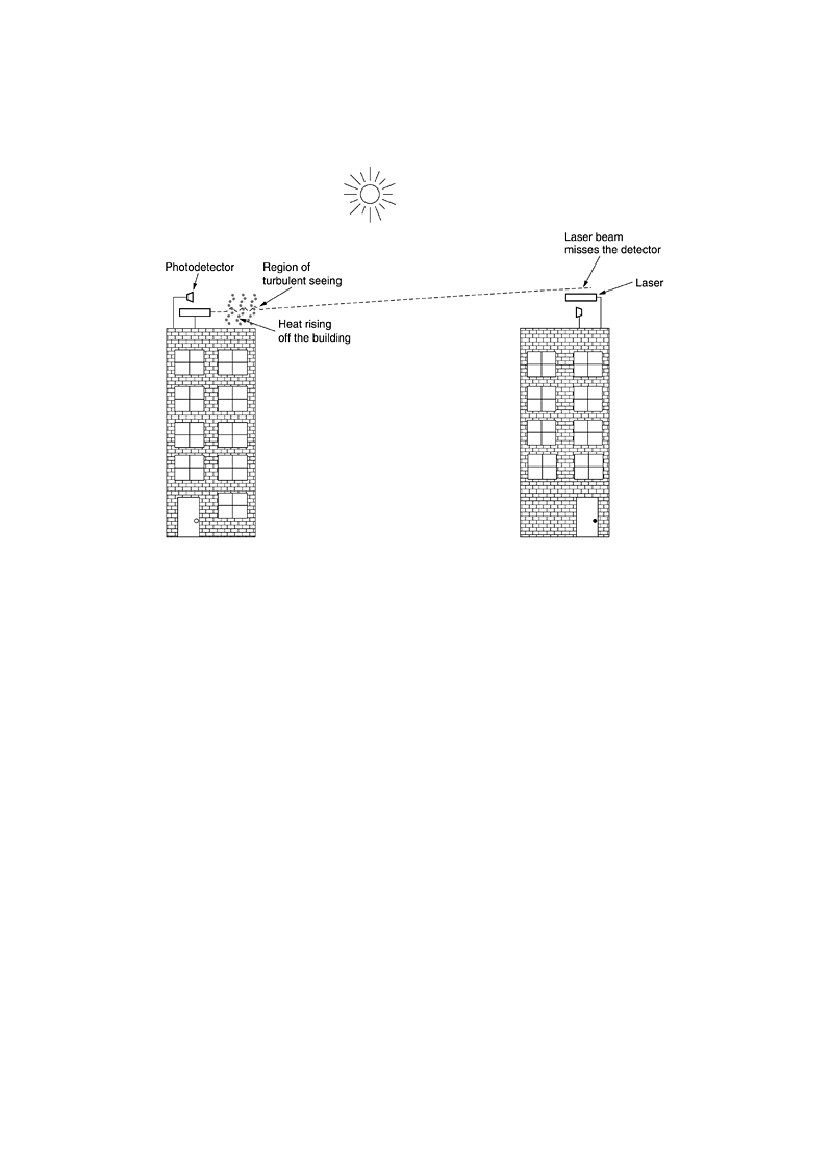 Laser beam
misses the detector
Photodetector
Region of
turbulent seeing
Laser
Heat rising
off the building